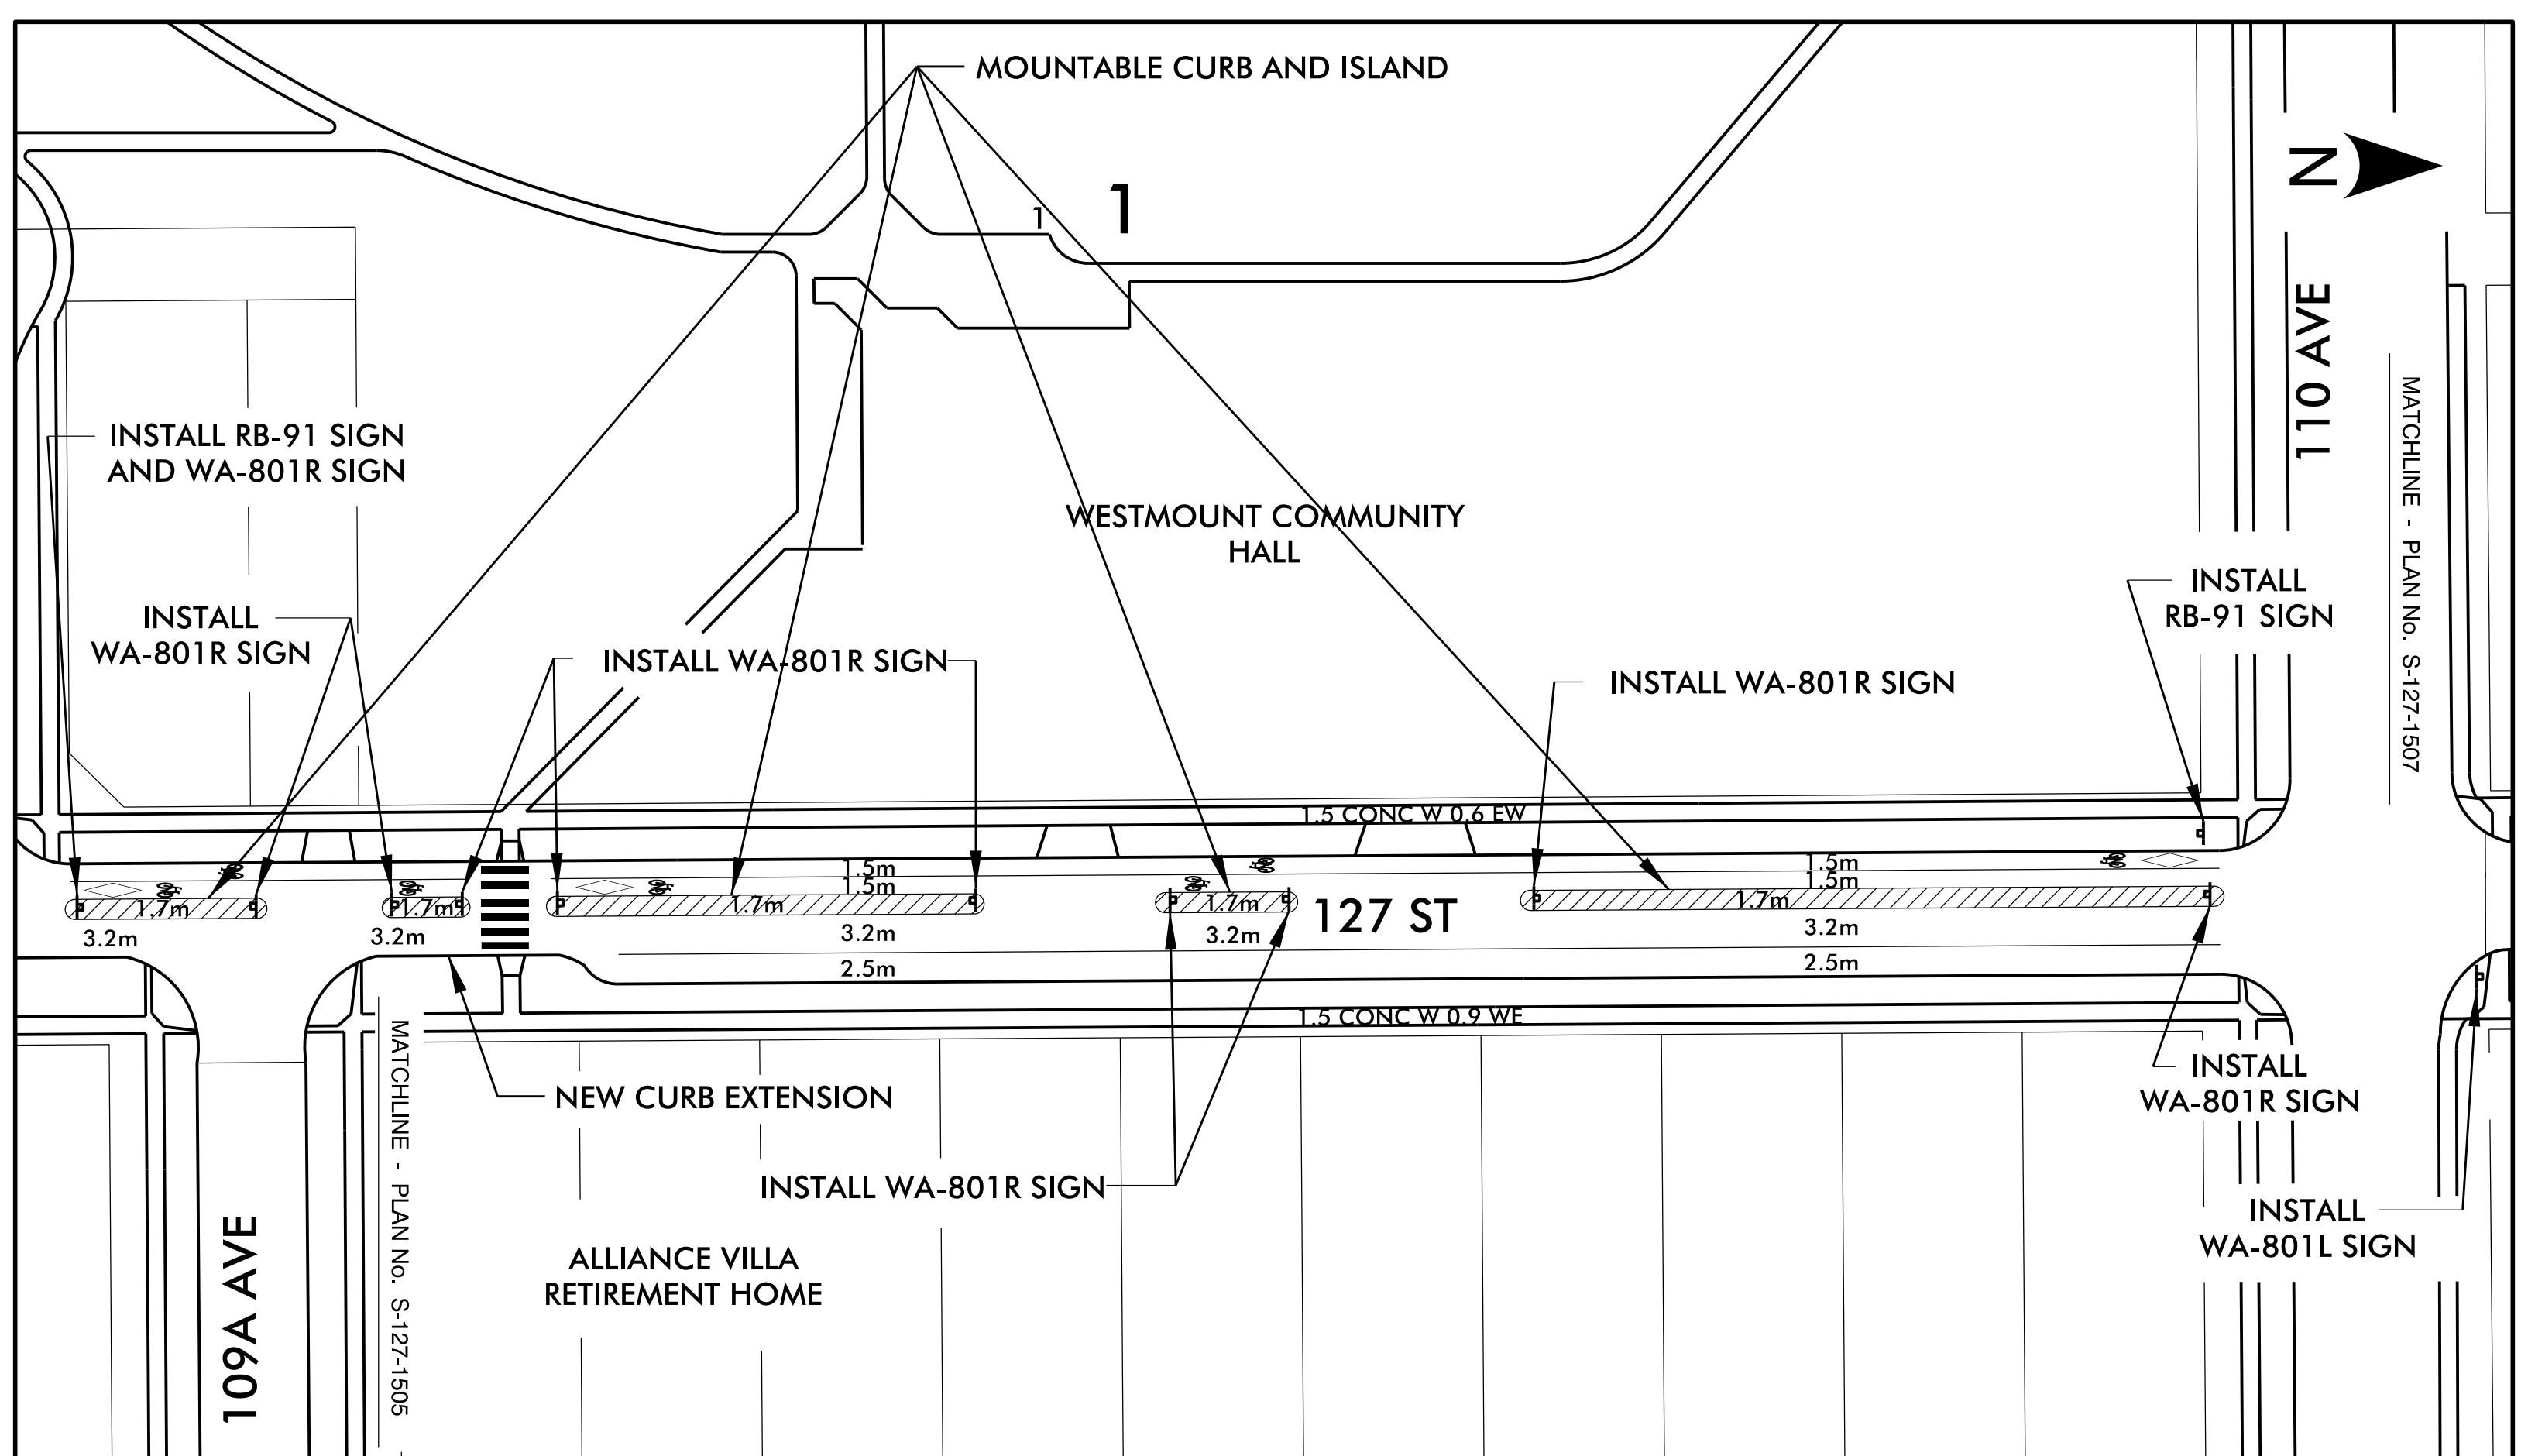 MOUNTABLE CURB AND ISLAND
N
1
1
110 AVE
MATCHLINE - PLAN No. S-127-1507
INSTALL RB-91 SIGN
AND WA-801R SIGN
WESTMOUNT COMMUNITY
HALL
INSTALL
RB-91 SIGN
INSTALL
WA-801R SIGN
INSTALL WA-801R SIGN
INSTALL WA-801R SIGN
1.5 CONC W 0.6 EW
1.5m
1.5m
1.5m
1.5m
1.7m
1.7m
1.7m
1.7m
1.7m
127 ST
3.2m
3.2m
3.2m
3.2m
3.2m
2.5m
2.5m
1.5 CONC W 0.9 WE
MATCHLINE - PLAN No. S-127-1505
NEW CURB EXTENSION
INSTALL
WA-801R SIGN
INSTALL WA-801R SIGN
109A AVE
INSTALL
WA-801L SIGN
ALLIANCE VILLA
RETIREMENT HOME